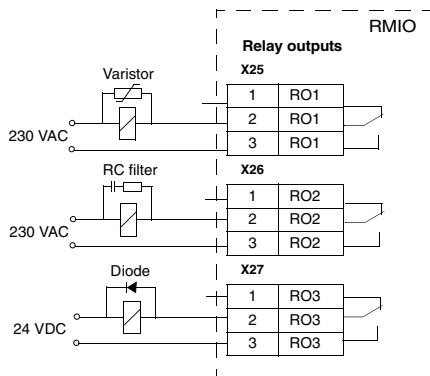 RMIO
Relay outputs
Varistor
X25
1 RO1
2 RO1
3 RO1
230 VAC
RC filter
X26
1 RO2
2 RO2
3 RO2
230 VAC
Diode
X27
1 RO3
2 RO3
3 RO3
24 VDC